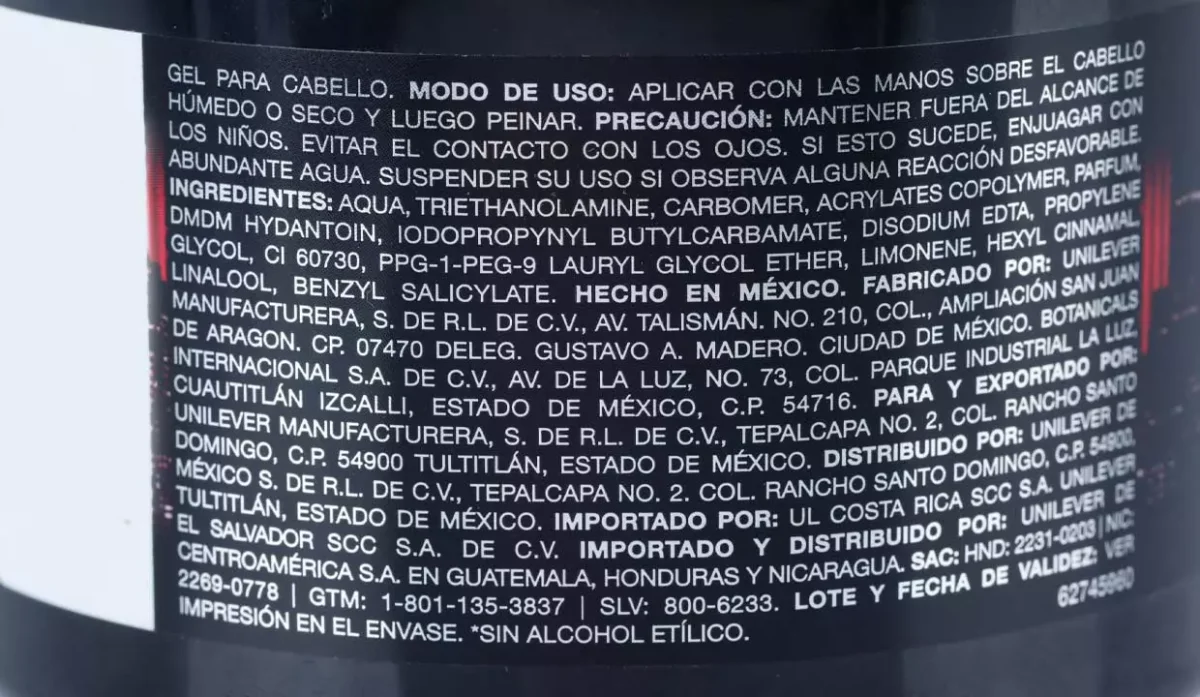 GEL PARA CABELLO. MODO DE USO: APLICAR CON LAS MANOS SOBRE EL CABELLO
HÚMEDO O SECO Y LUEGO PEINAR. PRECAUCIÓN: MANTENER FUERA DEL ALCANCE DE
LOS NIÑOS. EVITAR EL CONTACTO CON LOS OJOS. SI ESTO SUCEDE, ENJUAGAR CON
ABUNDANTE AGUA. SUSPENDER SU USO SI OBSERVA ALGUNA REACCIÓN DESFAVORABLE.
INGREDIENTES: AQUA, TRIETHANOLAMINE, CARBOMER, ACRYLATES COPOLYMER, PARFUM,
DMDM HYDANTOIN, IODOPROPYNYL BUTYLCARBAMATE, DISODIUM EDTA, PROPYLENE
GLYCOL, CI 60730, PPG-1-PEG-9 LAURYL GLYCOL ETHER, LIMONENE, HEXYL CINNAMAL,
LINALOOL, BENZYL SALICYLATE. HECHO EN MÉXICO. FABRICADO POR: UNILEVER
MANUFACTURERA, S. DE R.L. DE C.V., AV. TALISMÁN. NO. 210, COL., AMPLIACIÓN SAN JUAN
DE ARAGON. CP. 07470 DELEG. GUSTAVO A. MADERO. CIUDAD DE MÉXICO. BOTANICALS
INTERNACIONAL S.A. DE C.V., AV. DE LA LUZ, NO. 73, COL. PARQUE INDUSTRIAL LA LUZ,
CUAUTITLÁN IZCALLI, ESTADO DE MÉXICO, C.P. 54716. PARA Y EXPORTADO POR:
UNILEVER MANUFACTURERA, S. DE R.L. DE C.V., TEPALCAPA NO. 2, COL. RANCHO SANTO
DOMINGO, C.P. 54900 TULTITLÁN, ESTADO DE MÉXICO. DISTRIBUIDO POR: UNILEVER DE
MÉXICO S. DE R.L. DE C.V., TEPALCAPA NO. 2. COL. RANCHO SANTO DOMINGO, C.P. 54900,
TULTITLÁN, ESTADO DE MÉXICO. IMPORTADO POR: UL COSTA RICA SCC S.A. UNILEVER
EL SALVADOR SCC S.A. DE C.V. IMPORTADO Y DISTRIBUIDO POR: UNILEVER DE
CENTROAMÉRICA S.A. EN GUATEMALA, HONDURAS Y NICARAGUA. SAC: HND: 2231-0203 | NIC:
2269-0778 | GTM: 1-801-135-3837 | SLV: 800-6233. LOTE Y FECHA DE VALIDEZ: VER
IMPRESIÓN EN EL ENVASE. *SIN ALCOHOL ETÍLICO.